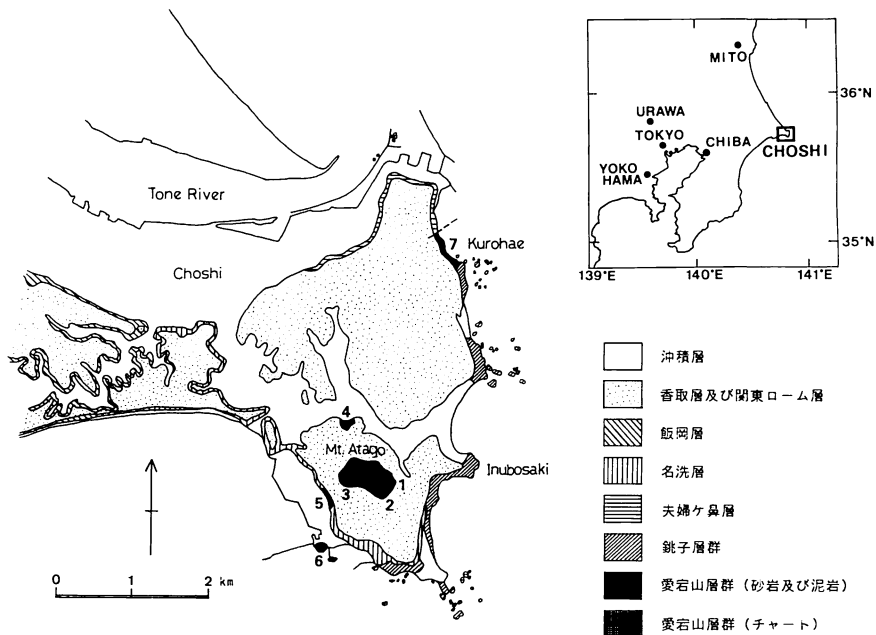 Tone River
Choshi
7 Kurohae
4
Mt. Atago
Inubosaki
1
3
2
5
6
0 1 2 km
MITO
36°N
URAWA
TOKYO
CHIBA
CHOSHI
YOKO
HAMA
35°N
139°E 140°E 141°E
沖積層
香取層及び関東ローム層
飯岡層
名洗層
夫婦ケ鼻層
銚子層群
愛宕山層群（砂岩及び泥岩）
愛宕山層群（チャート）